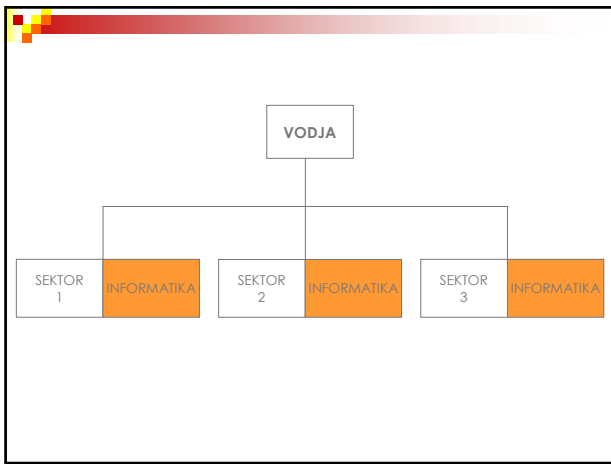 VODJA
SEKTOR
1
INFORMATIKA
SEKTOR
2
INFORMATIKA
SEKTOR
3
INFORMATIKA